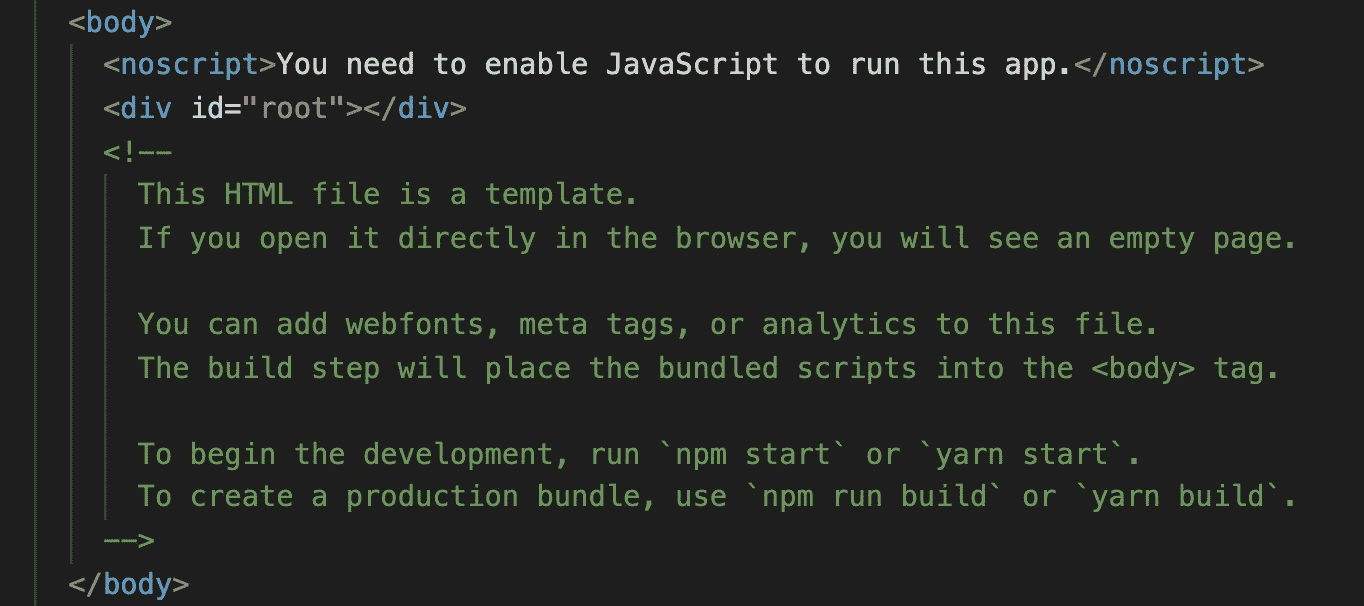 <body>
<noscript>You need to enable JavaScript to run this app.</noscript>
<div id="root"></div>
<!--
This HTML file is a template.
If you open it directly in the browser, you will see an empty page.
You can add webfonts, meta tags, or analytics to this file.
The build step will place the bundled scripts into the <body> tag.
To begin the development, run `npm start` or `yarn start`.
To create a production bundle, use `npm run build` or `yarn build`.
-->
</body>